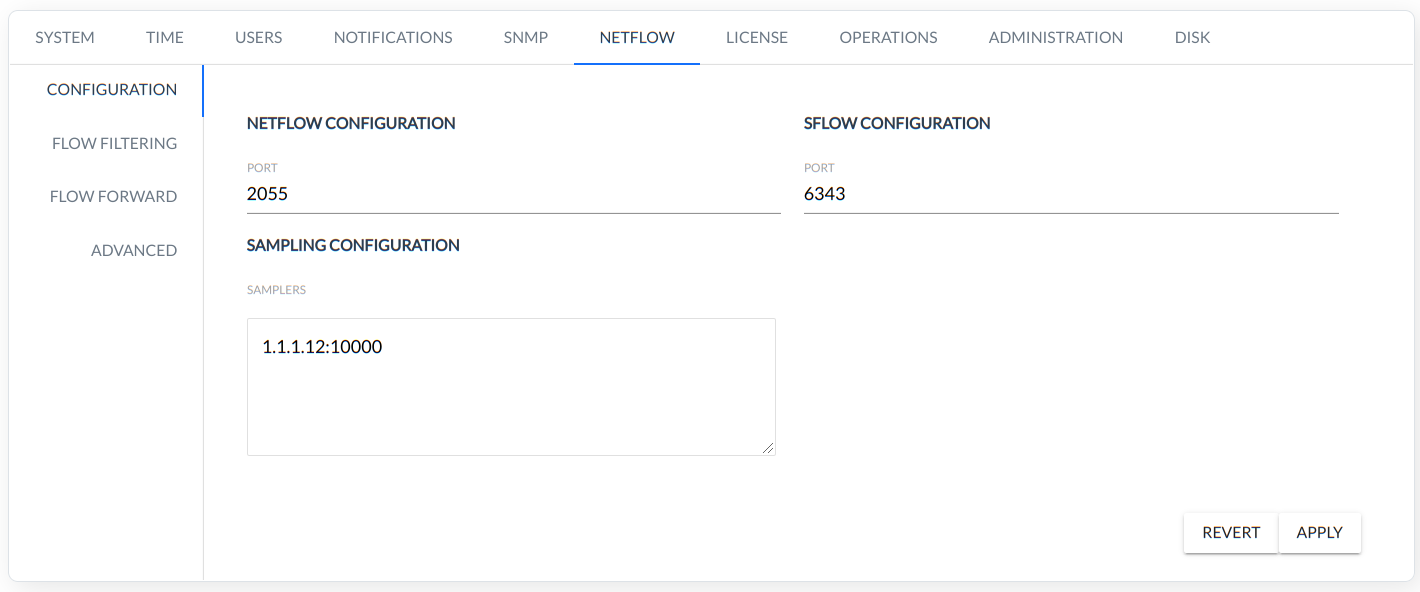 SYSTEM TIME USERS NOTIFICATIONS SNMP NETFLOW LICENSE OPERATIONS ADMINISTRATION DISK
CONFIGURATION
FLOW FILTERING
FLOW FORWARD
ADVANCED
NETFLOW CONFIGURATION
PORT
2055
SFLOW CONFIGURATION
PORT
6343
SAMPLING CONFIGURATION
SAMPLERS
1.1.1.12:10000
REVERT APPLY